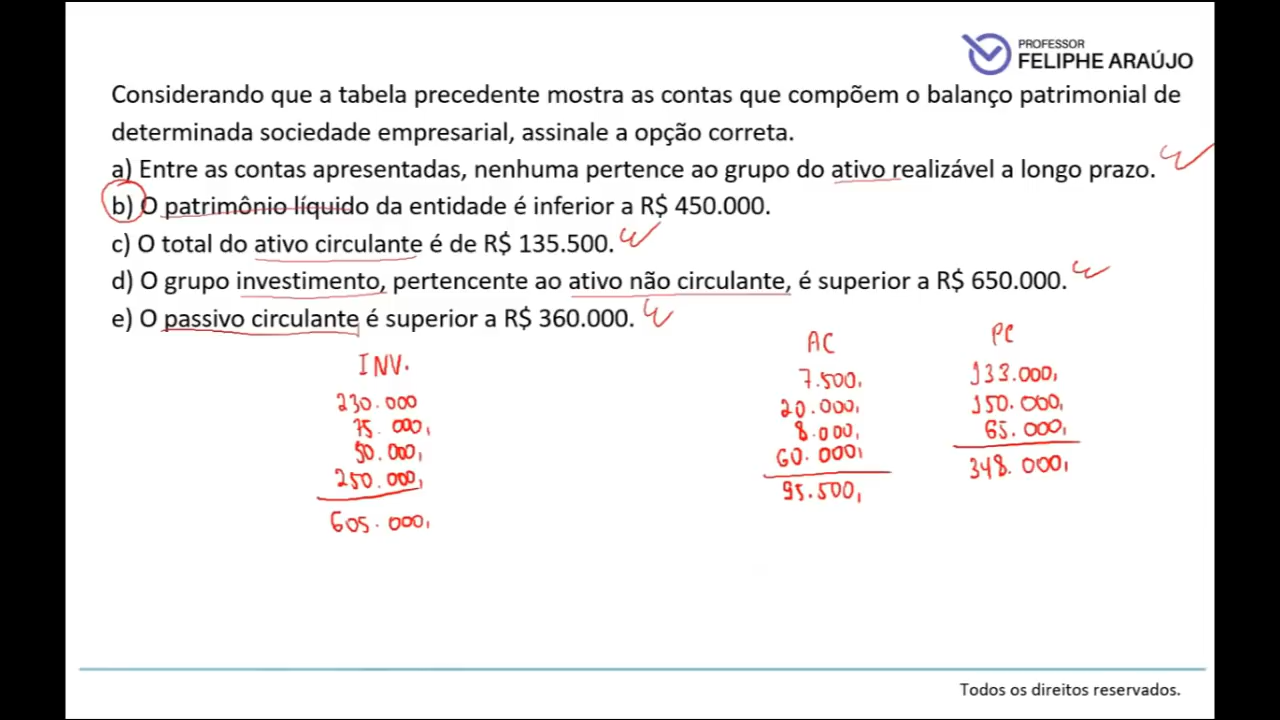 PROFESSOR
FELIPHE ARAÚJO
Considerando que a tabela precedente mostra as contas que compõem o balanço patrimonial de
determinada sociedade empresarial, assinale a opção correta.
a) Entre as contas apresentadas, nenhuma pertence ao grupo do ativo realizável a longo prazo.
b) O patrimônio líquido da entidade é inferior a R$ 450.000.
c) O total do ativo circulante é de R$ 135.500.
d) O grupo investimento, pertencente ao ativo não circulante, é superior a R$ 650.000.
e) O passivo circulante é superior a R$ 360.000.
INV.
230.000
75.000,
50.000,
250.000,
605.000,
AC
7.500,
20.000,
8.000,
60.000,
95.500,
PC
133.000,
150.000,
65.000,
348.000,
Todos os direitos reservados.